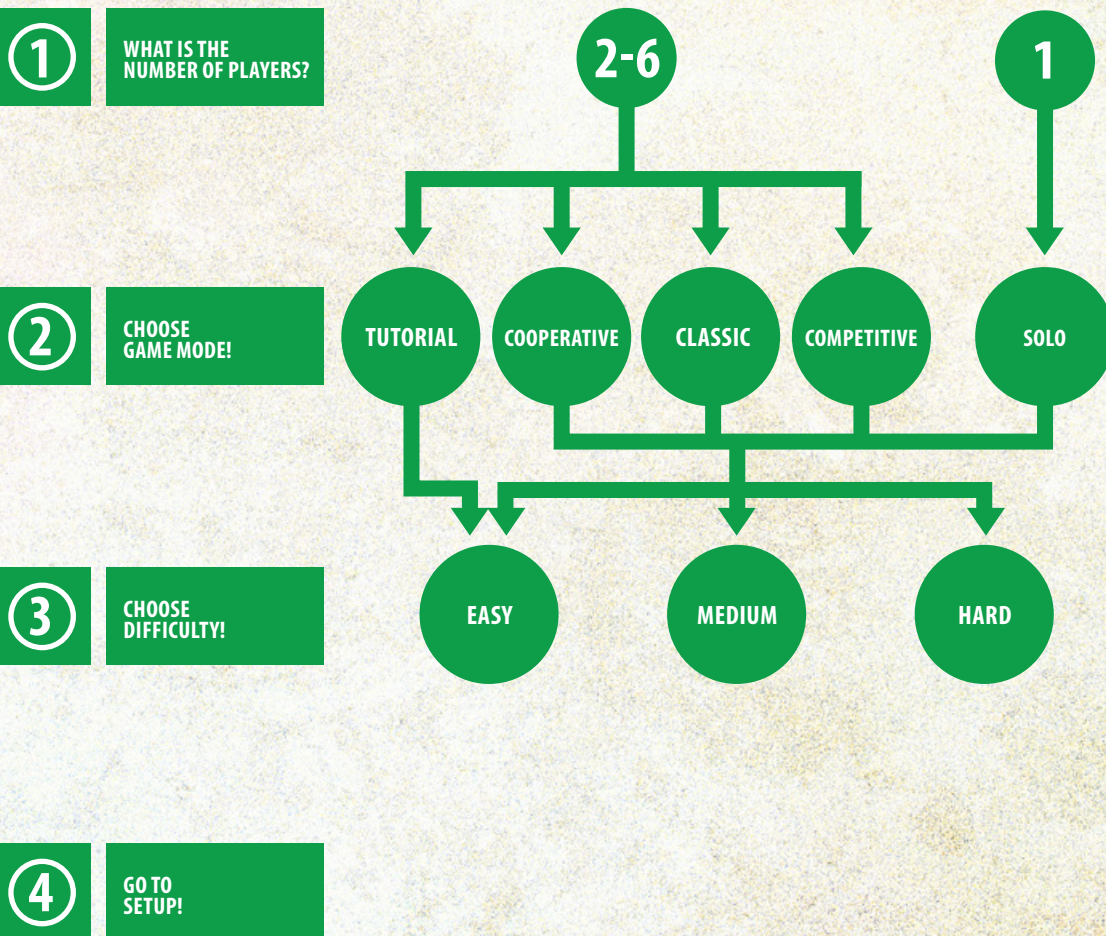 1
WHAT IS THE
NUMBER OF PLAYERS?
2-6
1
2
CHOOSE
GAME MODE!
TUTORIAL
COOPERATIVE
CLASSIC
COMPETITIVE
SOLO
3
CHOOSE
DIFFICULTY!
EASY
MEDIUM
HARD
4
GO TO
SETUP!